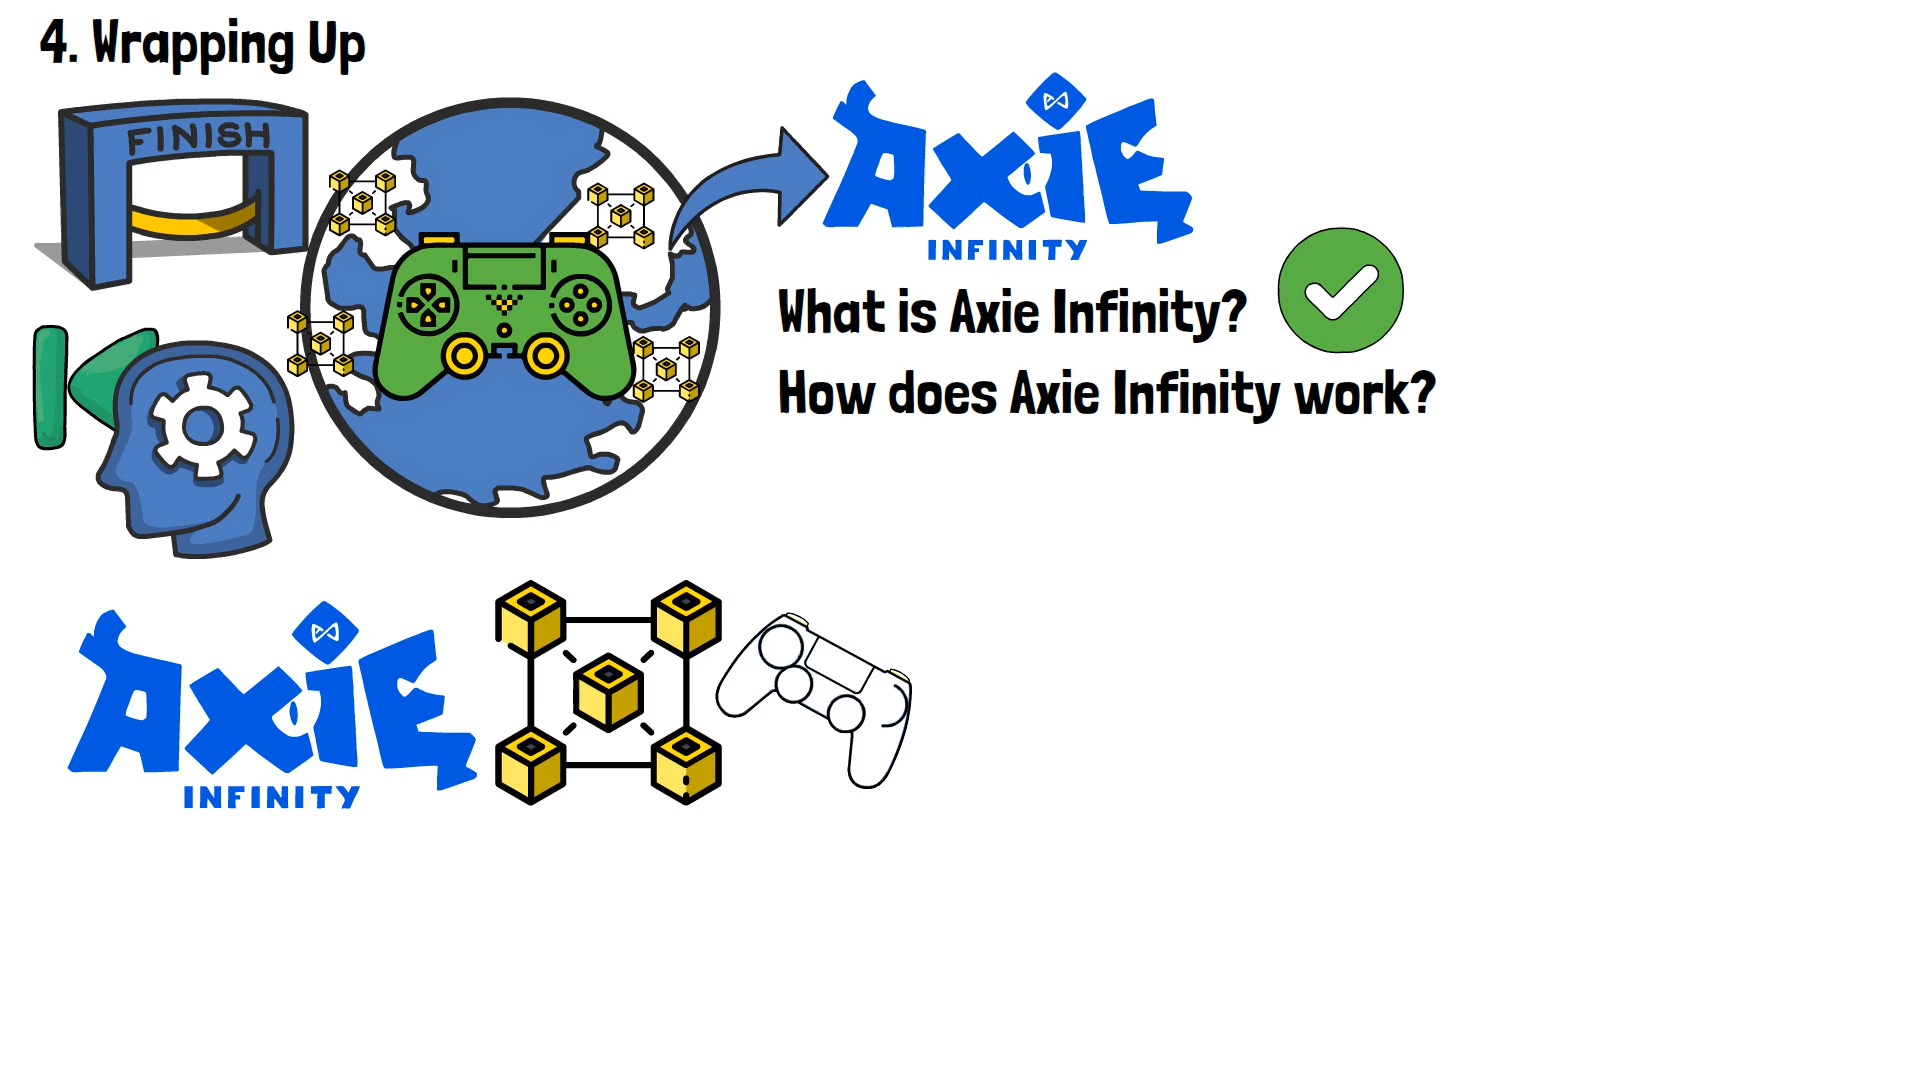 4. Wrapping Up
FINISH
AXIE
INFINITY
What is Axie Infinity?
How does Axie Infinity work?
AXIE
INFINITY